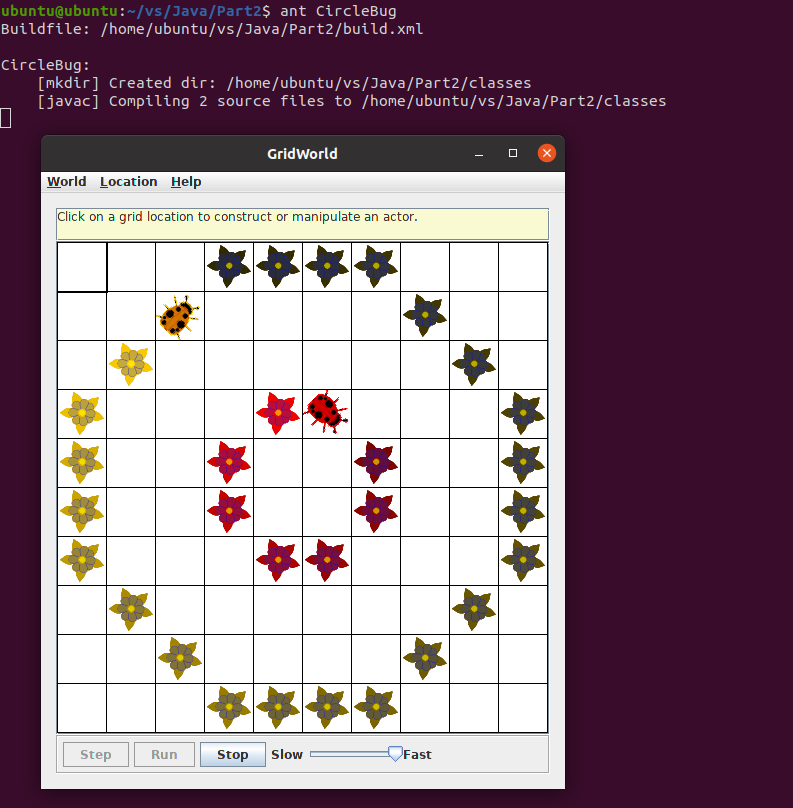 ubuntu@ubuntu:~/vs/Java/Part2$ ant CircleBug
Buildfile: /home/ubuntu/vs/Java/Part2/build.xml
CircleBug:
[mkdir] Created dir: /home/ubuntu/vs/Java/Part2/classes
[javac] Compiling 2 source files to /home/ubuntu/vs/Java/Part2/classes
GridWorld
World Location Help
Click on a grid location to construct or manipulate an actor.
Step Run Stop Slow Fast